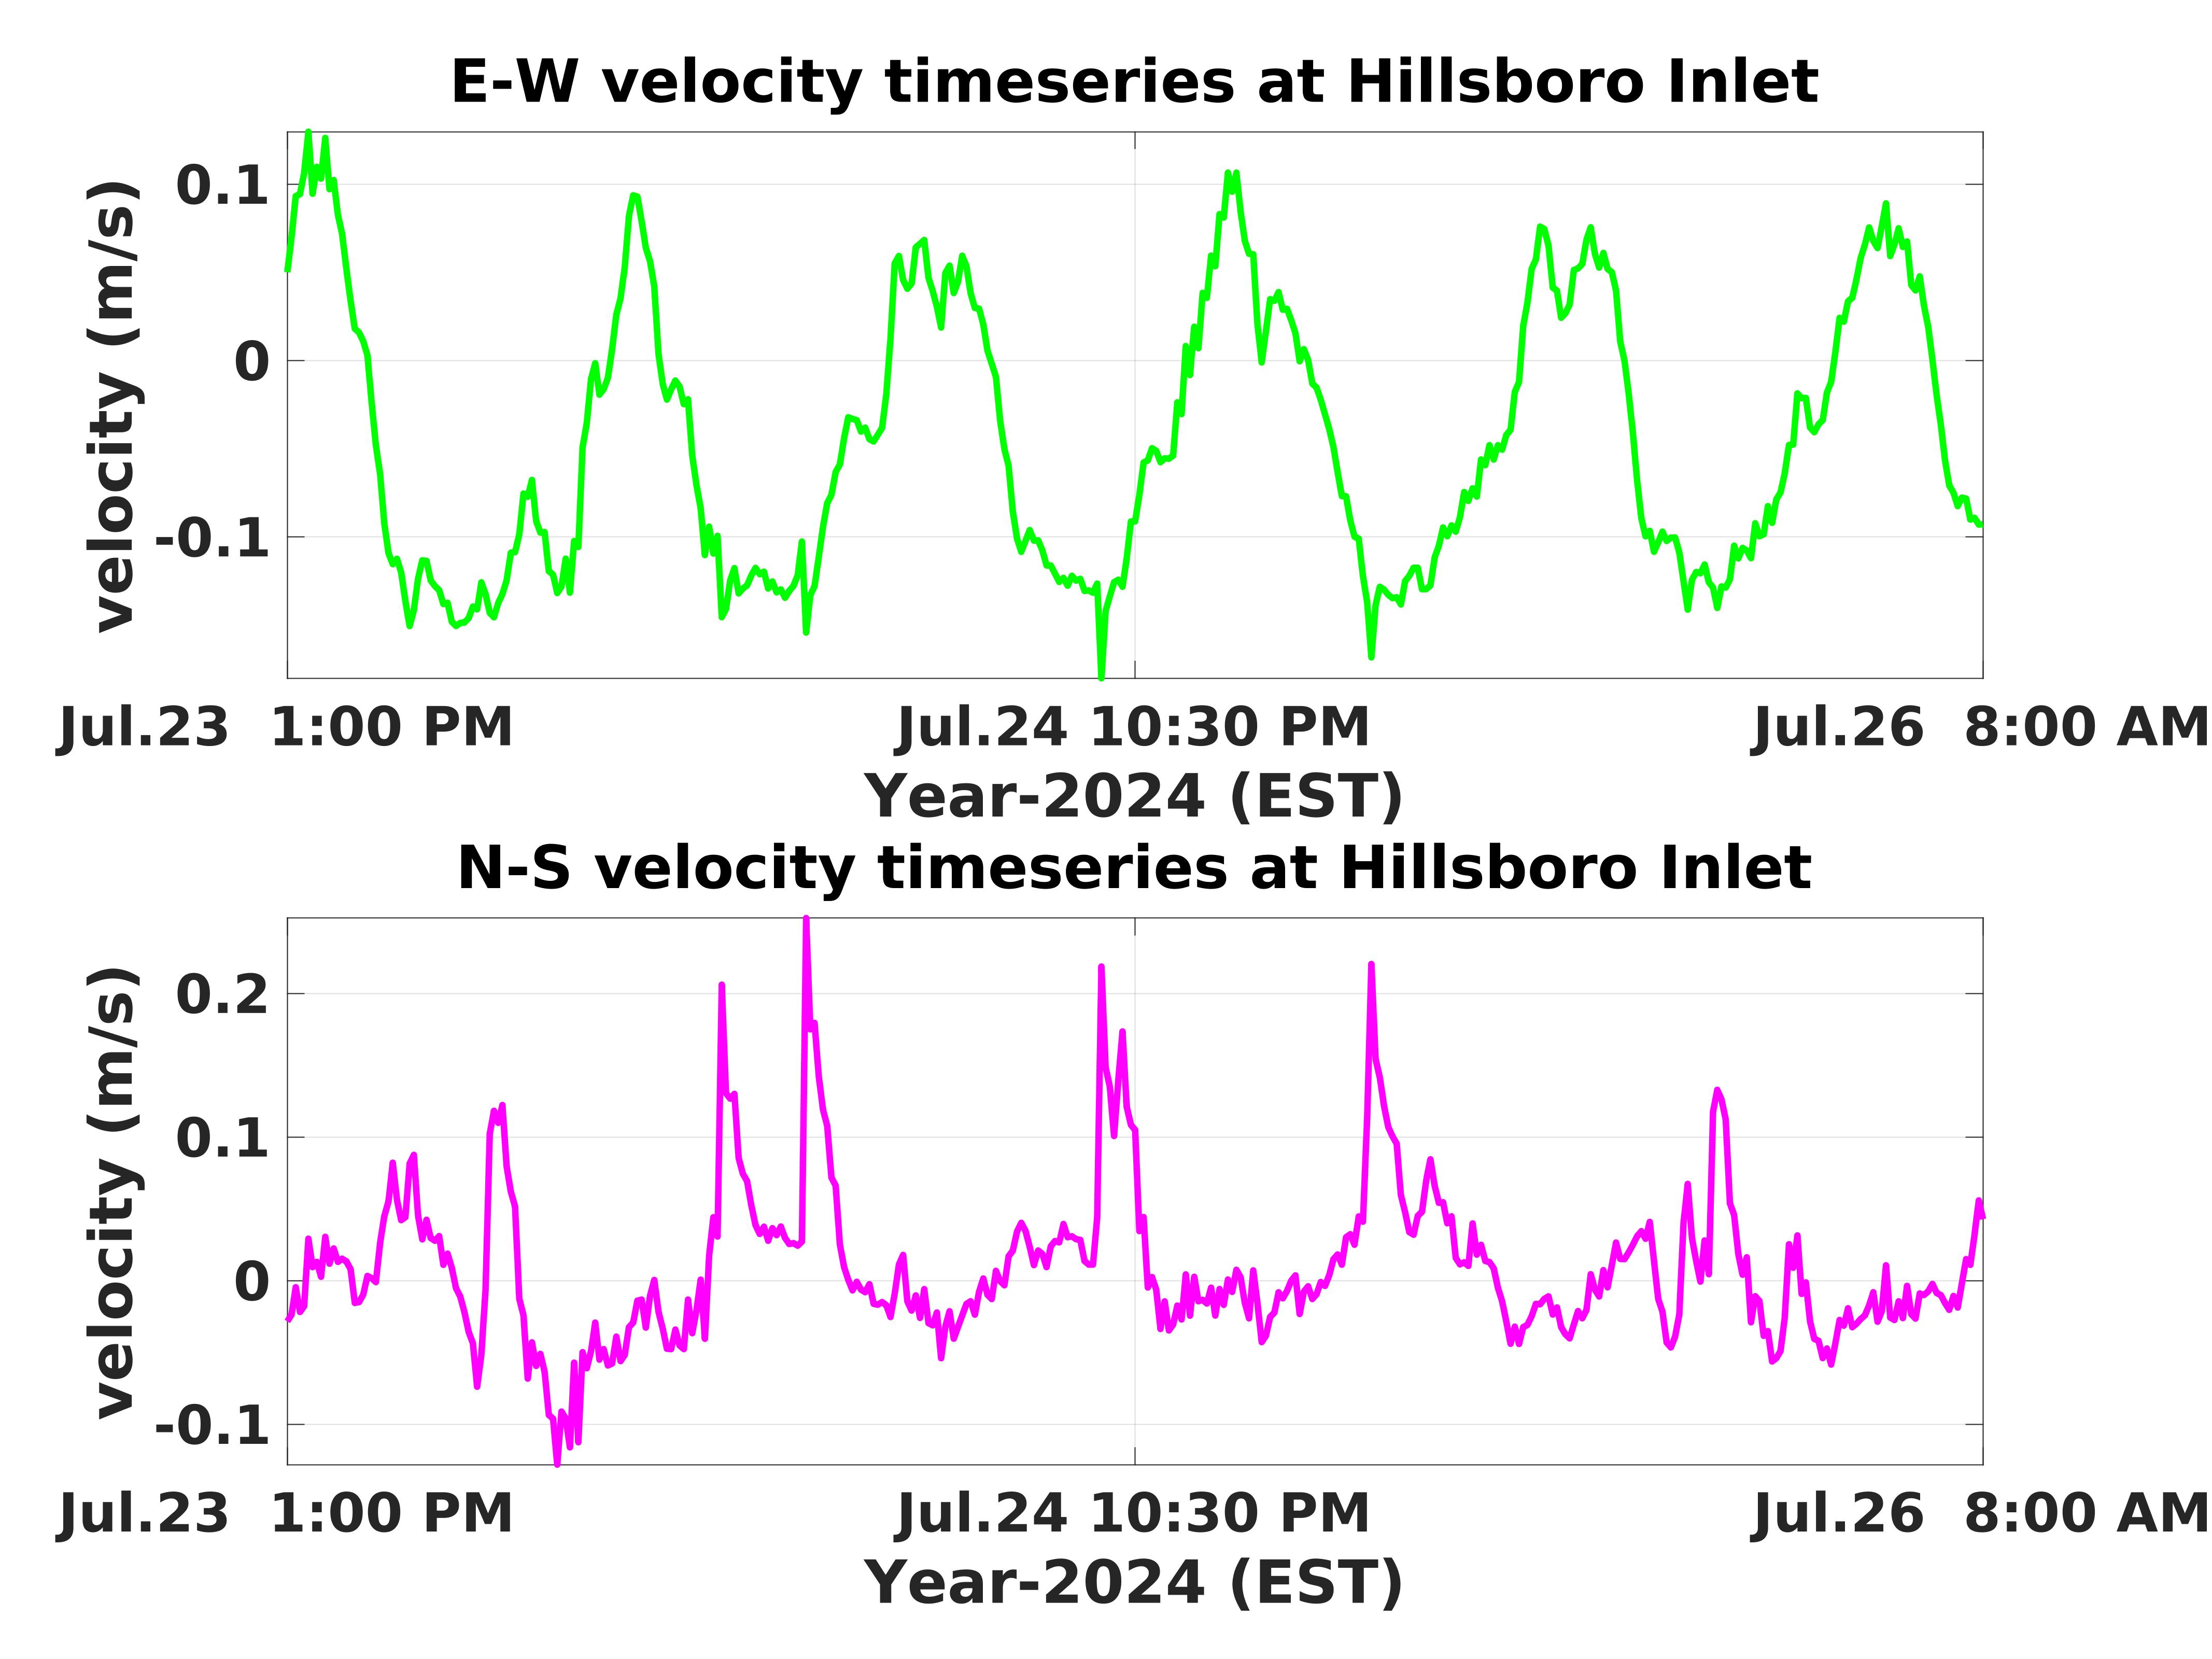 E-W velocity timeseries at Hillsboro Inlet
velocity (m/s)
0.1
0
-0.1
Jul.23  1:00 PM
Jul.24 10:30 PM
Jul.26  8:00 AM
Year-2024 (EST)
N-S velocity timeseries at Hillsboro Inlet
velocity (m/s)
0.2
0.1
0
-0.1
Jul.23  1:00 PM
Jul.24 10:30 PM
Jul.26  8:00 AM
Year-2024 (EST)